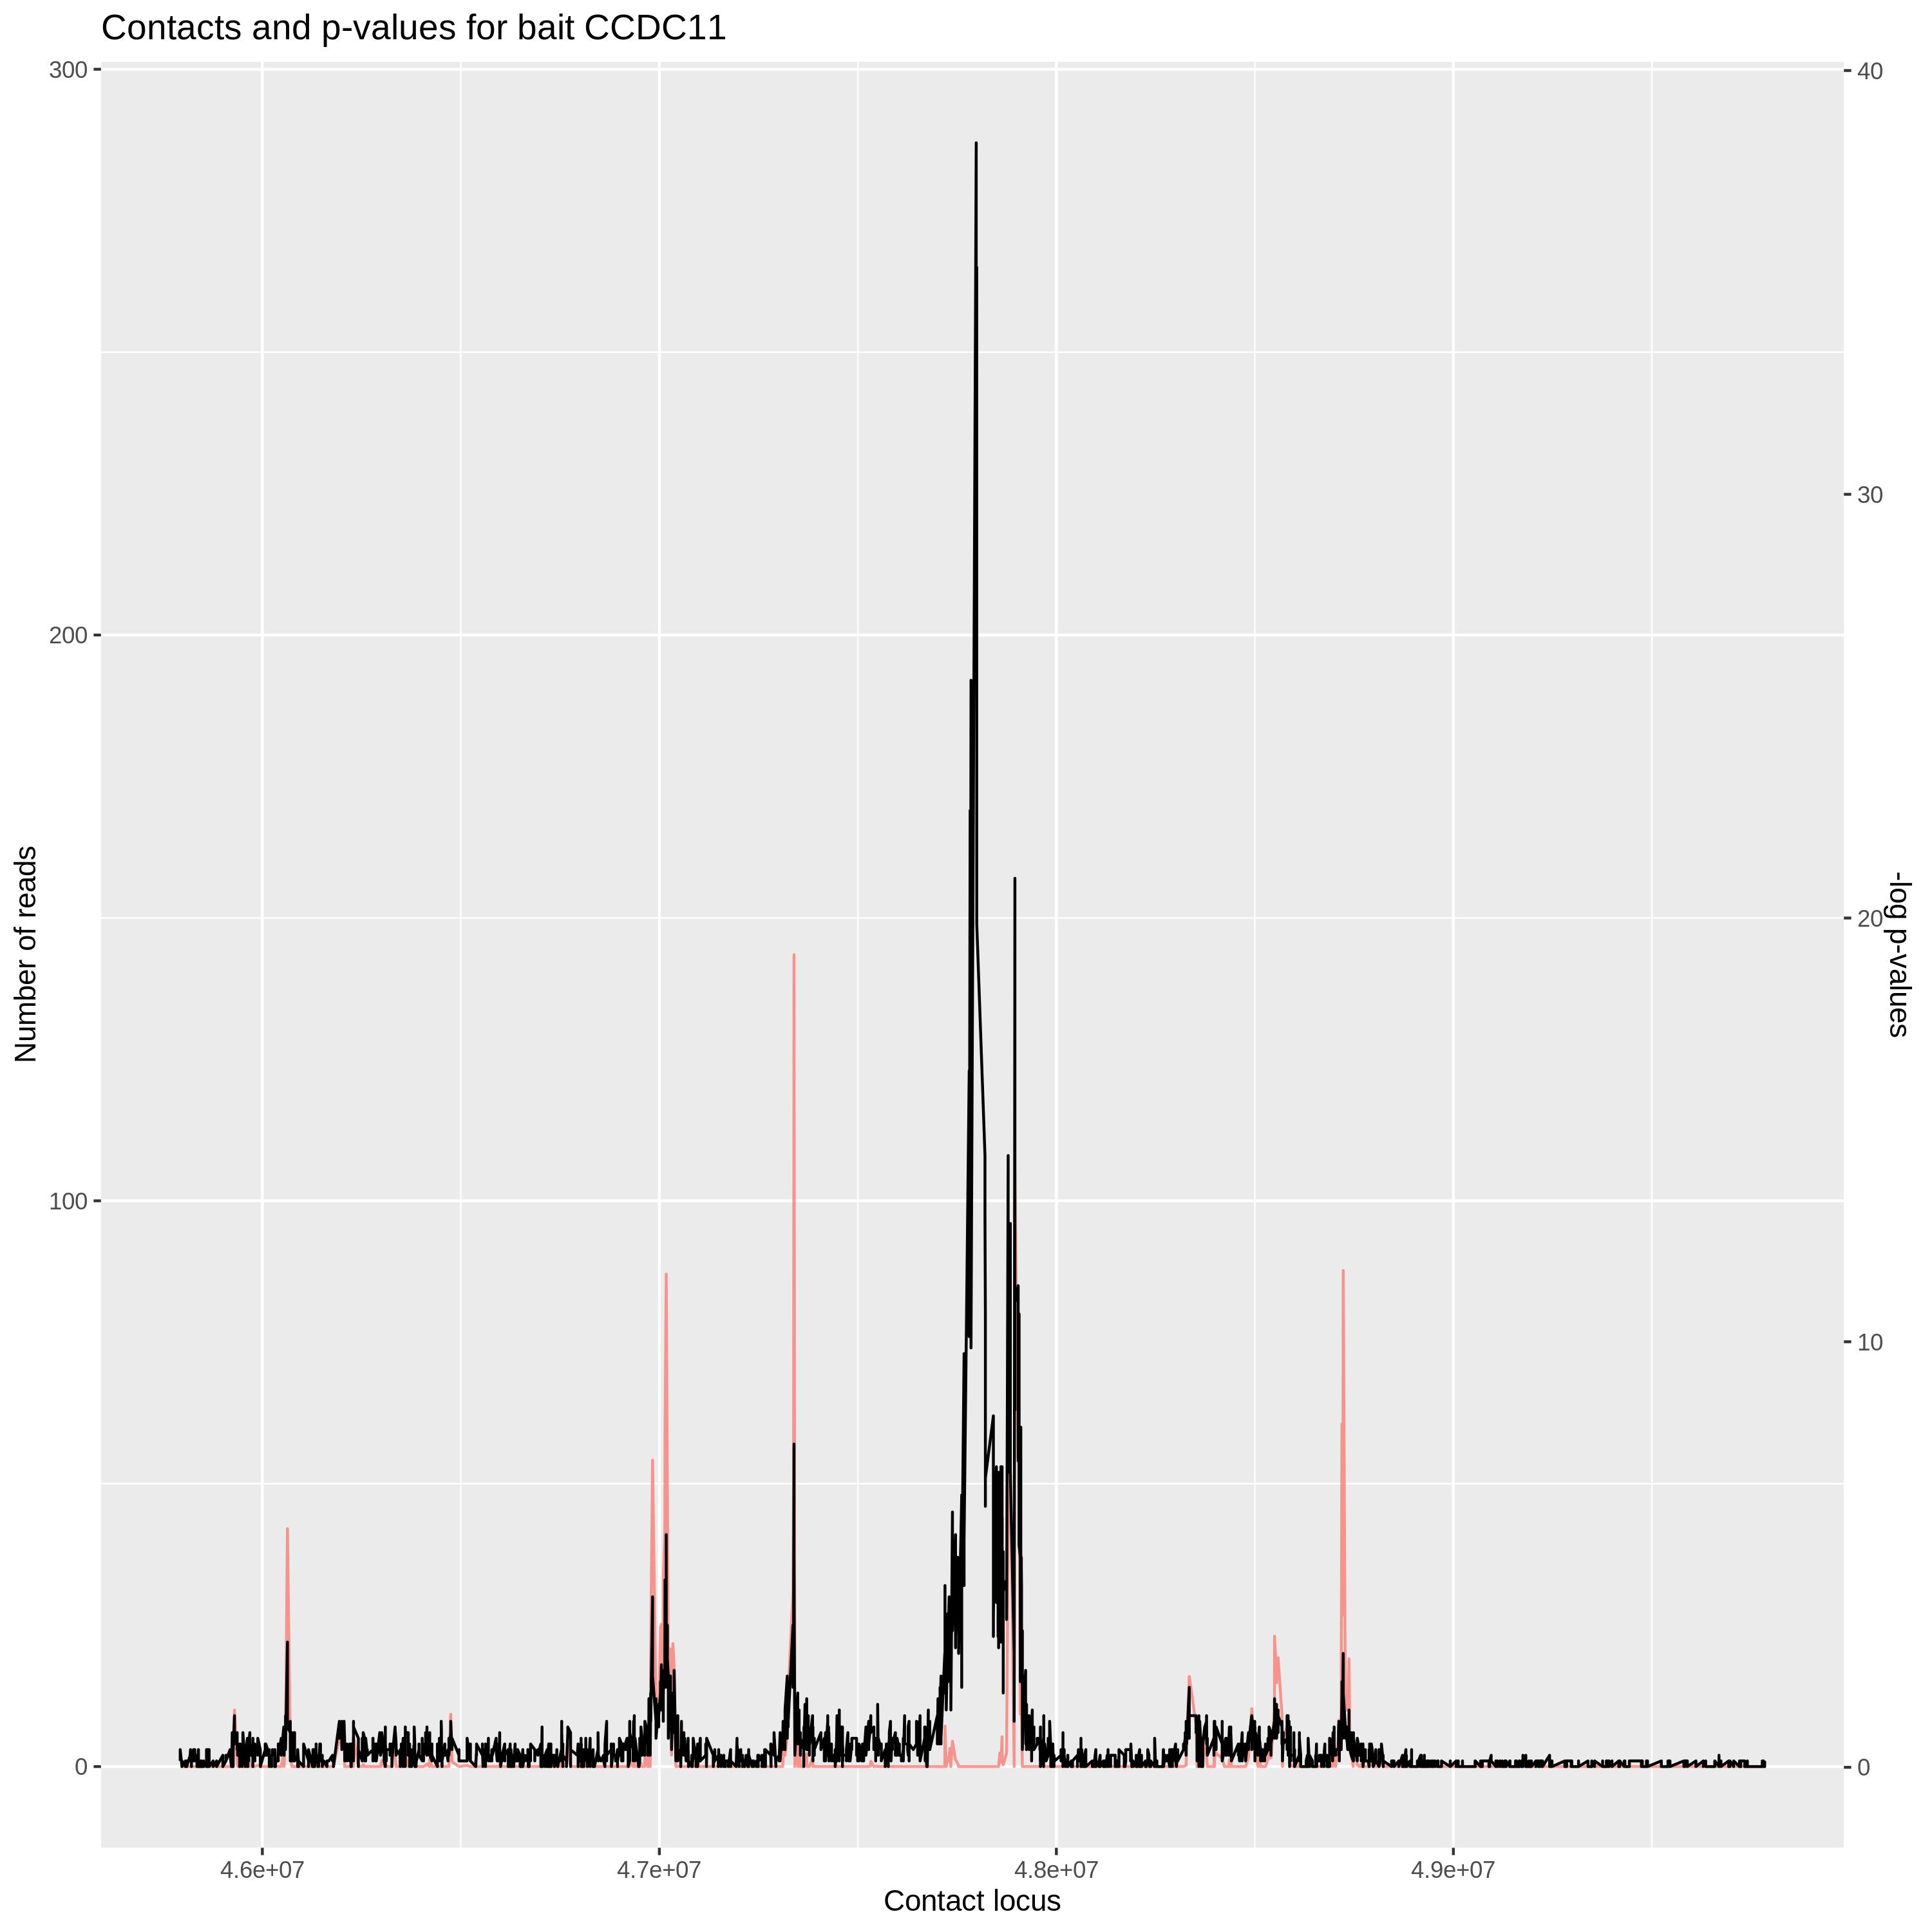 Contacts and p-values for bait CCDC11
300
200
100
0
Number of reads
40
30
20
10
0
-log p-values
4.6e+07
4.7e+07
4.8e+07
4.9e+07
Contact locus